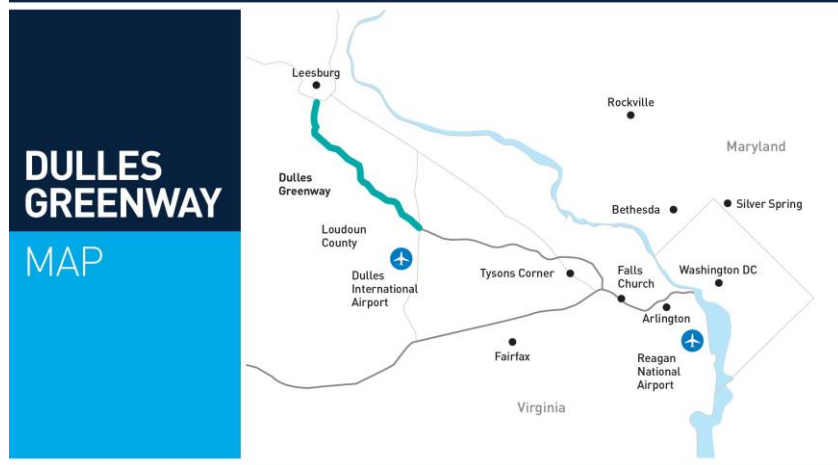 DULLES
GREENWAY
MAP
Leesburg
Rockville
Maryland
Dulles
Greenway
Bethesda
Silver Spring
Loudoun
County
Dulles
International
Airport
Tysons Corner
Falls
Church
Washington DC
Arlington
Fairfax
Reagan
National
Airport
Virginia